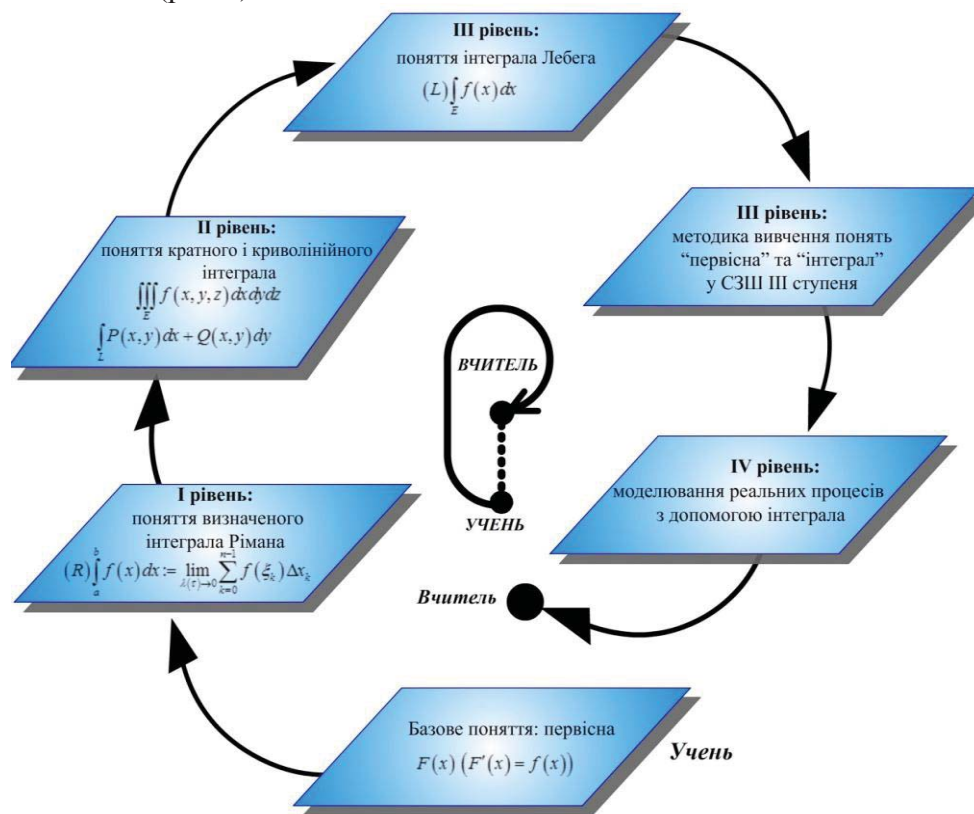 III рівень:
поняття інтеграла Лебега
(L)∫_E f(x)dx
III рівень:
методика вивчення понять
“первісна” та “інтеграл”
у СЗШ III ступеня
II рівень:
поняття кратного і криволінійного
інтеграла
∭_E f(x, y, z)dxdydz
∫_L P(x, y)dx + Q(x, y)dy
ВЧИТЕЛЬ
УЧЕНЬ
IV рівень:
моделювання реальних процесів
з допомогою інтеграла
I рівень:
поняття визначеного
інтеграла Рімана
(R)∫_a^b f(x)dx := lim_{λ(τ)→0} ∑_{k=0}^{n-1} f(ξ_k)Δx_k
Вчитель
Базове поняття: первісна
F(x) (F'(x) = f(x))
Учень